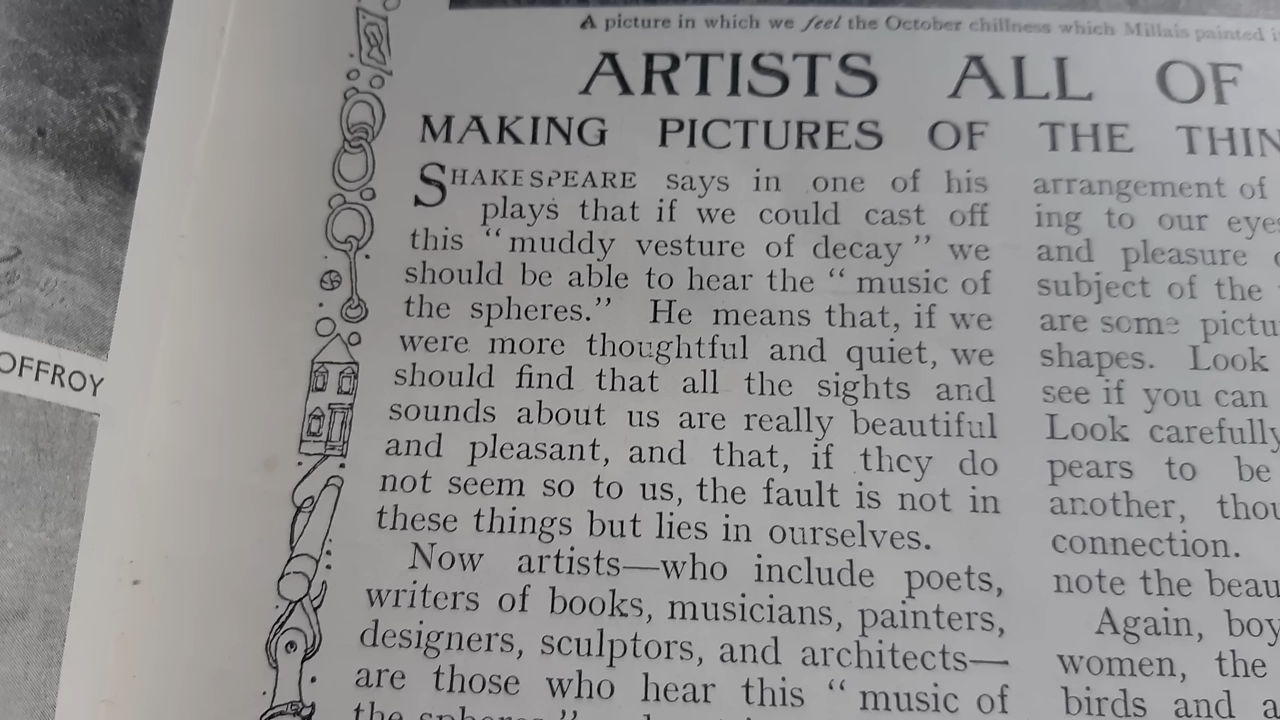 A picture in which we feel the October chillness which Millais painted
ARTISTS ALL OF
MAKING PICTURES OF THE
SHAKESPEARE says in one of his
plays that if we could cast off
this “muddy vesture of decay” we
should be able to hear the “music of
the spheres.” He means that, if we
were more thoughtful and quiet, we
should find that all the sights and
sounds about us are really beautiful
and pleasant, and that, if they do
not seem so to us, the fault is not in
these things but lies in ourselves.
Now artists—who include poets,
writers of books, musicians, painters,
designers, sculptors, and architects—
are those who hear this “music of
the spheres”
arrangement of
ing to our
and pleasure
subject of the
are some
shapes. Look
see if you can
Look carefully
pears to be
another,
connection.
note the
Again,
women, the
birds and
OFFROY